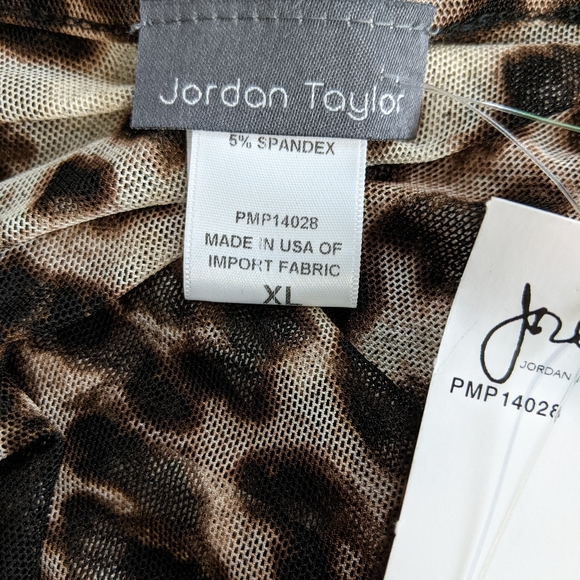 Jordan Taylor
5% SPANDEX
PMP14028
MADE IN USA OF
IMPORT FABRIC
XL
JORDAN
PMP14028